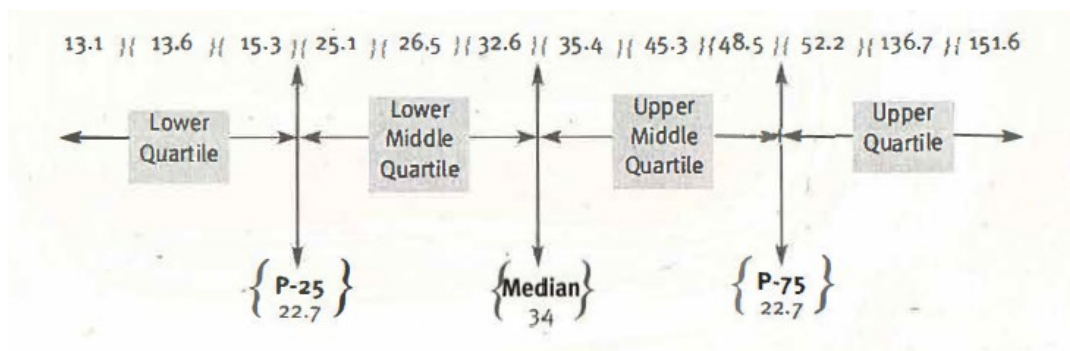 13.1 }{ 13.6 }{ 15.3 }{ 25.1 }{ 26.5 }{ 32.6 }{ 35.4 }{ 45.3 }{ 48.5 }{ 52.2 }{ 136.7 }{ 151.6
Lower
Quartile
Lower
Middle
Quartile
Upper
Middle
Quartile
Upper
Quartile
{ P-25 }
22.7
{Median}
34
{ P-75 }
22.7